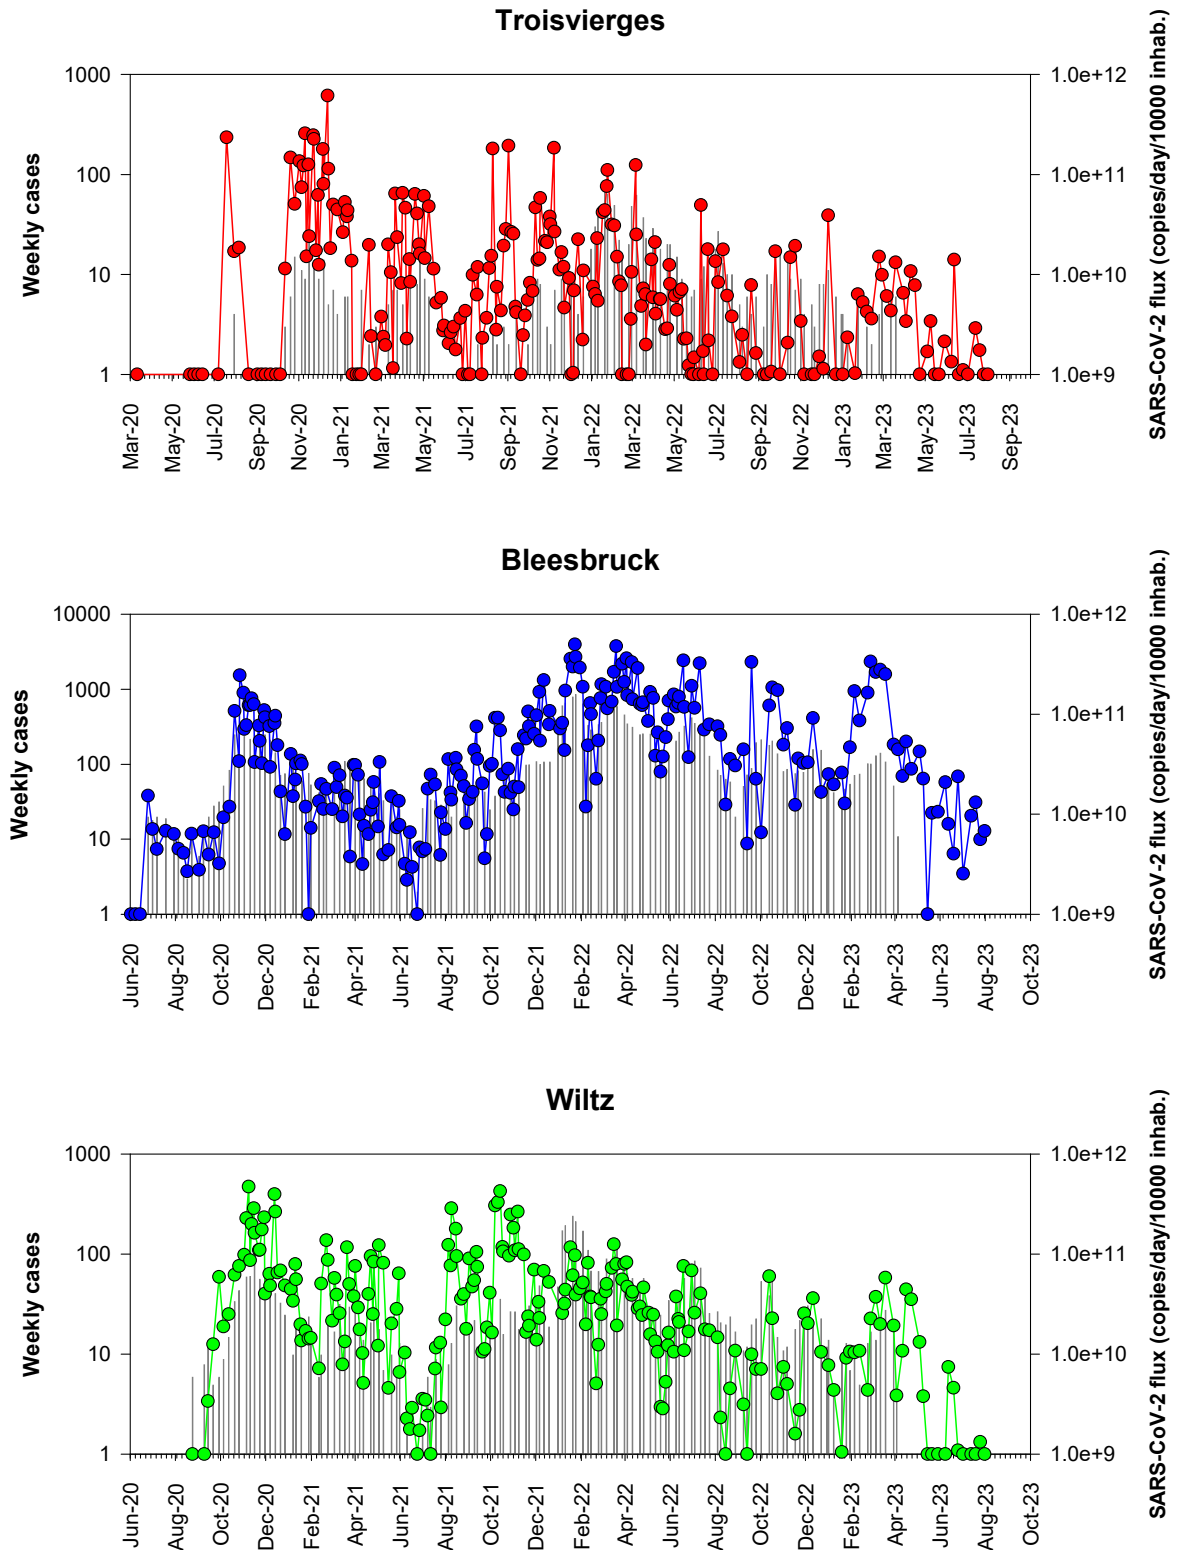 Troisvierges
Weekly cases
1000
100
10
1
1.0e+12
1.0e+11
1.0e+10
1.0e+9
SARS-CoV-2 flux (copies/day/10000 inhab.)
Mar-20
May-20
Jul-20
Sep-20
Nov-20
Jan-21
Mar-21
May-21
Jul-21
Sep-21
Nov-21
Jan-22
Mar-22
May-22
Jul-22
Sep-22
Nov-22
Jan-23
Mar-23
May-23
Jul-23
Sep-23
Bleesbruck
Weekly cases
10000
1000
100
10
1
1.0e+12
1.0e+11
1.0e+10
1.0e+9
SARS-CoV-2 flux (copies/day/10000 inhab.)
Jun-20
Aug-20
Oct-20
Dec-20
Feb-21
Apr-21
Jun-21
Aug-21
Oct-21
Dec-21
Feb-22
Apr-22
Jun-22
Aug-22
Oct-22
Dec-22
Feb-23
Apr-23
Jun-23
Aug-23
Oct-23
Wiltz
Weekly cases
1000
100
10
1
1.0e+12
1.0e+11
1.0e+10
1.0e+9
SARS-CoV-2 flux (copies/day/10000 inhab.)
Jun-20
Aug-20
Oct-20
Dec-20
Feb-21
Apr-21
Jun-21
Aug-21
Oct-21
Dec-21
Feb-22
Apr-22
Jun-22
Aug-22
Oct-22
Dec-22
Feb-23
Apr-23
Jun-23
Aug-23
Oct-23